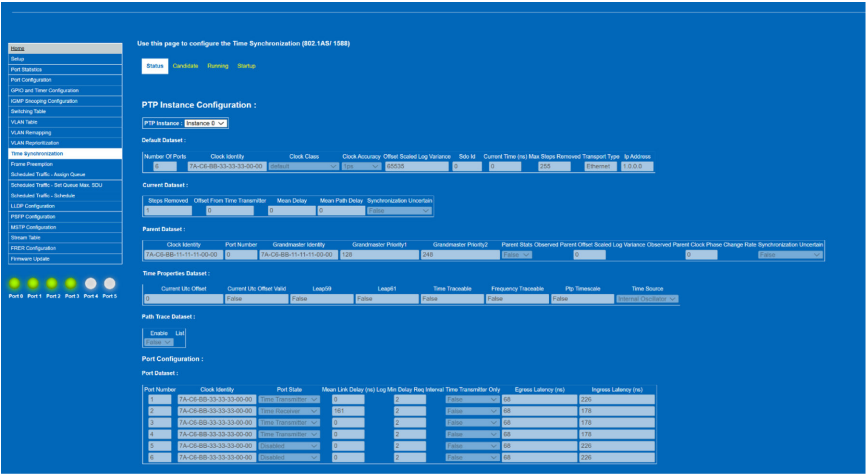 Use this page to configure the Time Synchronization (802.1AS/ 1588)
Home
Setup
Port Statistics
Port Configuration
GPIO and Timer Configuration
IGMP Snooping Configuration
Switching Table
VLAN Table
VLAN Remapping
VLAN Reprioritization
Time Synchronization
Frame Preemption
Scheduled Traffic - Assign Queue
Scheduled Traffic - Set Queue Max. SDU
Scheduled Traffic - Schedule
LLDP Configuration
PSFP Configuration
MSTP Configuration
Stream Table
FRER Configuration
Firmware Update
Port 0 Port 1 Port 2 Port 3 Port 4 Port 5
Status Candidate Running Startup
PTP Instance Configuration :
PTP Instance : Instance 0
Default Dataset :
Number Of Ports Clock Identity Clock Class Clock Accuracy Offset Scaled Log Variance Sdo Id Current Time (ns) Max Steps Removed Transport Type Ip Address
6 7A-C6-BB-33-33-33-00-00 default 1ps 65535 0 0 255 Ethernet 1.0.0.0
Current Dataset :
Steps Removed Offset From Time Transmitter Mean Delay Mean Path Delay Synchronization Uncertain
1 0 0 0 False
Parent Dataset :
Clock Identity Port Number Grandmaster Identity Grandmaster Priority1 Grandmaster Priority2 Parent Stats Observed Parent Offset Scaled Log Variance Observed Parent Clock Phase Change Rate Synchronization Uncertain
7A-C6-BB-11-11-11-00-00 0 7A-C6-BB-11-11-11-00-00 128 248 False 0 0 False
Time Properties Dataset :
Current Utc Offset Current Utc Offset Valid Leap59 Leap61 Time Traceable Frequency Traceable Ptp Timescale Time Source
0 False False False False False False Internal Oscillator
Path Trace Dataset :
Enable List
False
Port Configuration :
Port Dataset :
Port Number Clock Identity Port State Mean Link Delay (ns) Log Min Delay Req Interval Time Transmitter Only Egress Latency (ns) Ingress Latency (ns)
1 7A-C6-BB-33-33-33-00-00 Time Transmitter 0 2 False 68 226
2 7A-C6-BB-33-33-33-00-00 Time Receiver 161 2 False 68 178
3 7A-C6-BB-33-33-33-00-00 Time Transmitter 0 2 False 68 178
4 7A-C6-BB-33-33-33-00-00 Time Transmitter 0 2 False 68 178
5 7A-C6-BB-33-33-33-00-00 Disabled 0 2 False 68 226
6 7A-C6-BB-33-33-33-00-00 Disabled 0 2 False 68 226